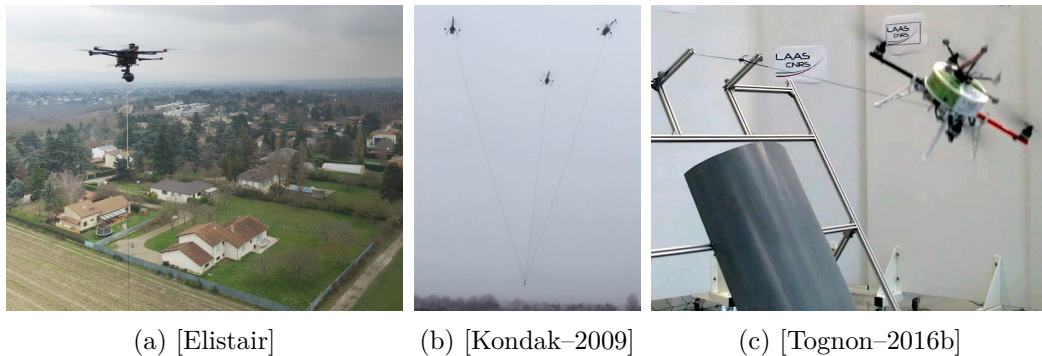 LAAS
CNRS
LAAS
CNRS
(a) [Elistair]
(b) [Kondak–2009]
(c) [Tognon–2016b]